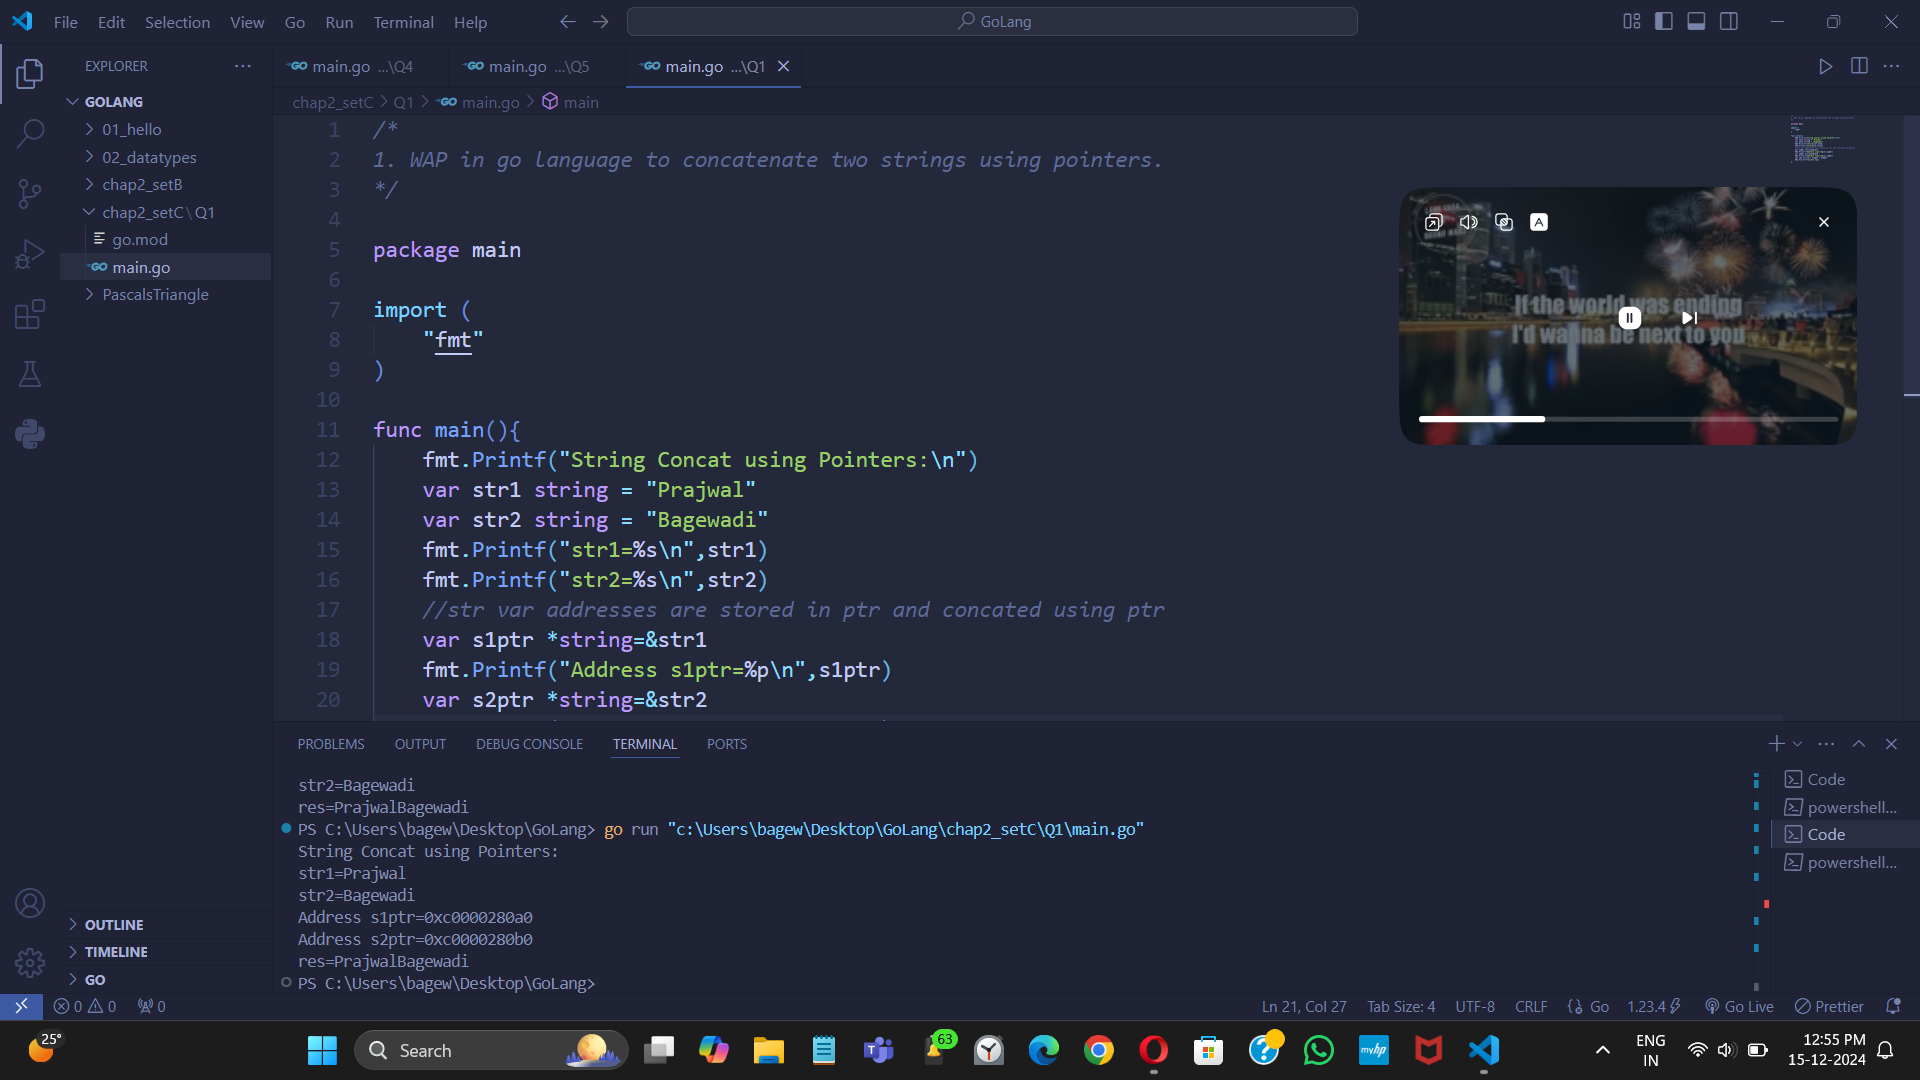 File Edit Selection View Go Run Terminal Help
GoLang
EXPLORER
GOLANG
01_hello
02_datatypes
chap2_setB
chap2_setC\Q1
go.mod
GO main.go
PascalsTriangle
OUTLINE
TIMELINE
GO
GO main.go ...\Q4
GO main.go ...\Q5
GO main.go ...\Q1
chap2_setC > Q1 > GO main.go > main
1 /*
2 1. WAP in go language to concatenate two strings using pointers.
3 */
4
5 package main
6
7 import (
8 "fmt"
9 )
10
11 func main(){
12 fmt.Printf("String Concat using Pointers:\n")
13 var str1 string = "Prajwal"
14 var str2 string = "Bagewadi"
15 fmt.Printf("str1=%s\n",str1)
16 fmt.Printf("str2=%s\n",str2)
17 //str var addresses are stored in ptr and concated using ptr
18 var s1ptr *string=&str1
19 fmt.Printf("Address s1ptr=%p\n",s1ptr)
20 var s2ptr *string=&str2
A
If the world was ending
I'd wanna be next to you
PROBLEMS OUTPUT DEBUG CONSOLE TERMINAL PORTS
str2=Bagewadi
res=PrajwalBagewadi
PS C:\Users\bagew\Desktop\GoLang> go run "c:\Users\bagew\Desktop\GoLang\chap2_setC\Q1\main.go"
String Concat using Pointers:
str1=Prajwal
str2=Bagewadi
Address s1ptr=0xc0000280a0
Address s2ptr=0xc0000280b0
res=PrajwalBagewadi
PS C:\Users\bagew\Desktop\GoLang>
Code
powershell...
Code
powershell...
0 0 0
Ln 21, Col 27 Tab Size: 4 UTF-8 CRLF {} Go 1.23.4 Go Live Prettier
25°
Search
63
myhp
ENG
IN
12:55 PM
15-12-2024